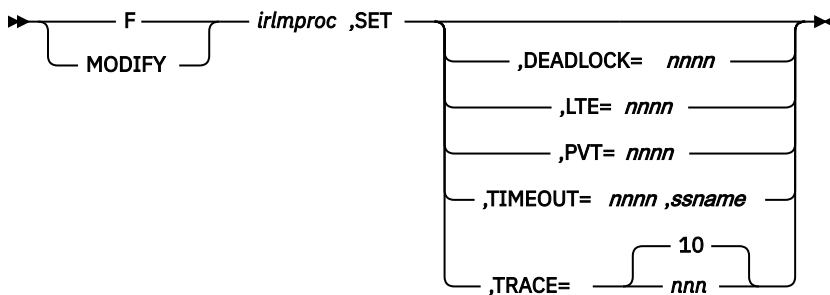 F irlmproc ,SET
MODIFY
,DEADLOCK= nnnn
,LTE= nnnn
,PVT= nnnn
,TIMEOUT= nnnn ,ssname
10
,TRACE= nnn